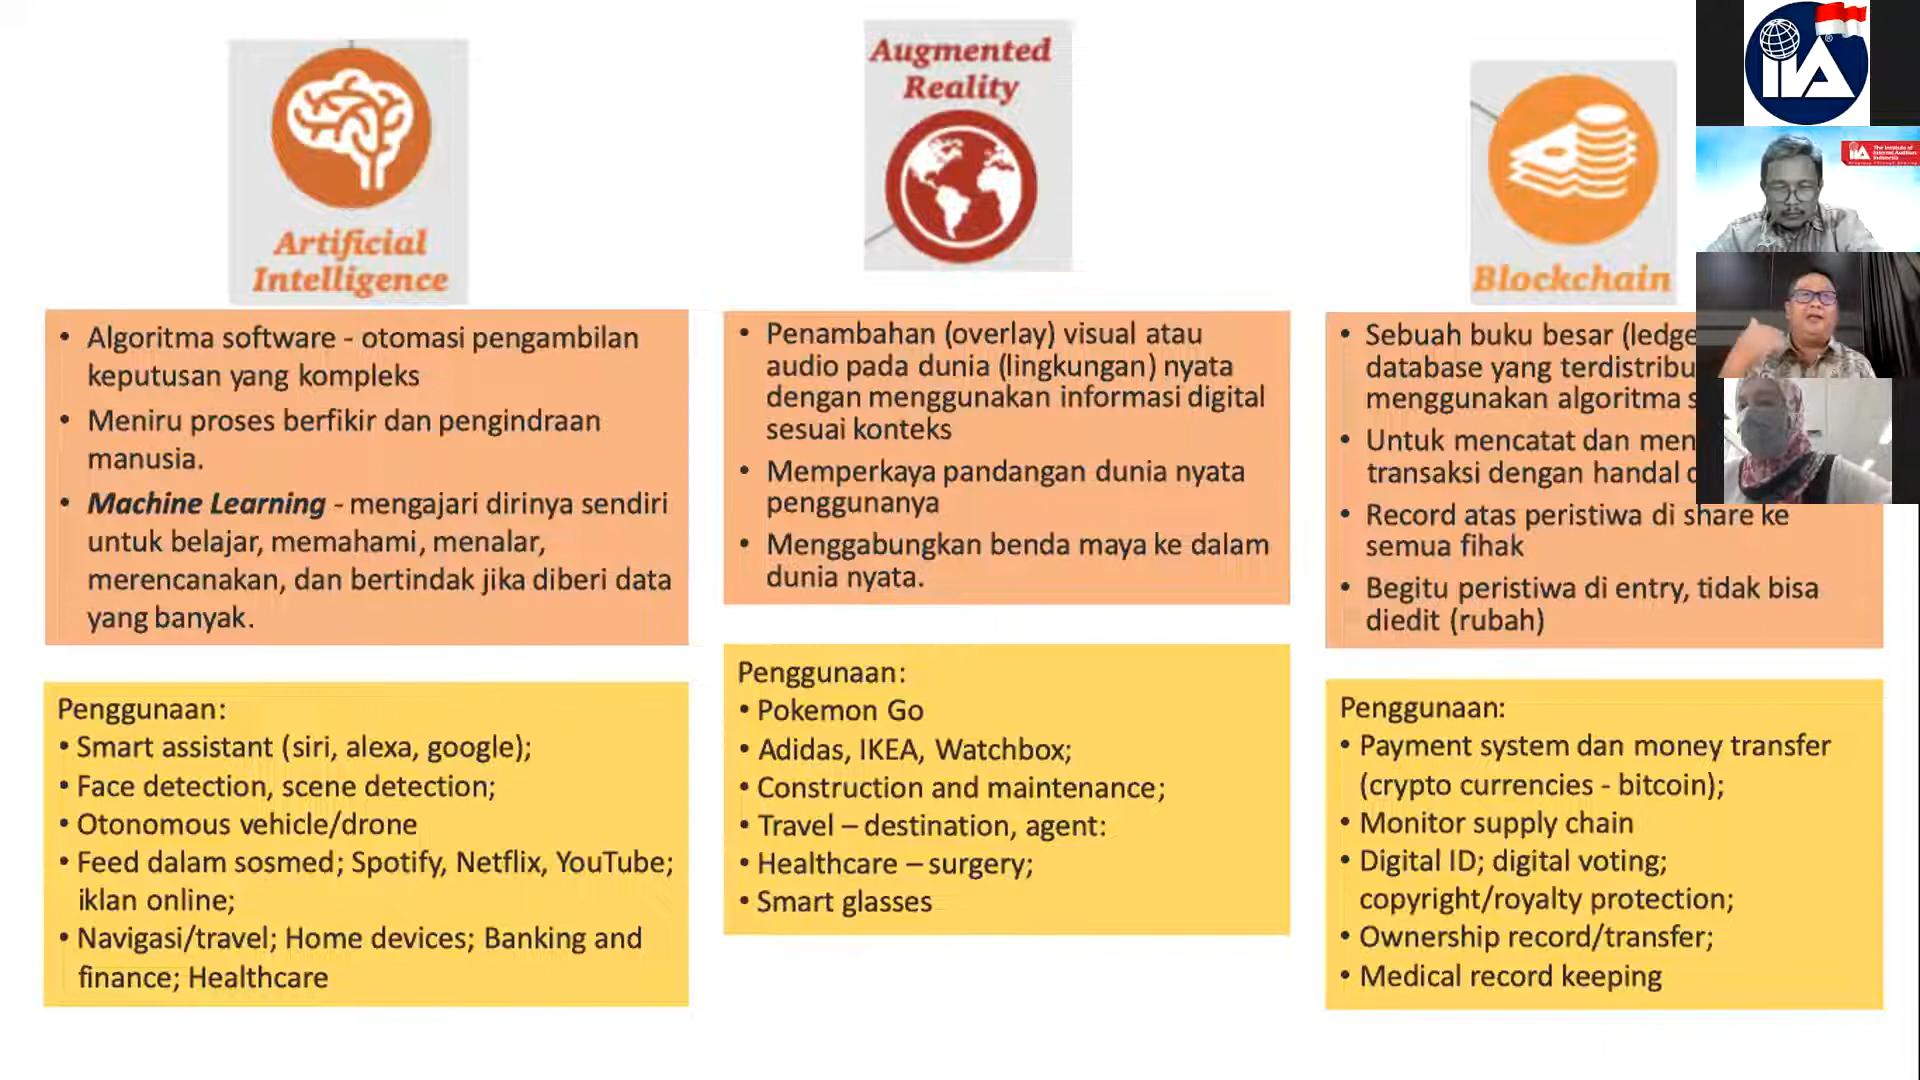 Artificial
Intelligence
• Algoritma software - otomasi pengambilan
keputusan yang kompleks
• Meniru proses berfikir dan pengindraan
manusia.
• Machine Learning - mengajari dirinya sendiri
untuk belajar, memahami, menalar,
merencanakan, dan bertindak jika diberi data
yang banyak.
Penggunaan:
• Smart assistant (siri, alexa, google);
• Face detection, scene detection;
• Otonomous vehicle/drone
• Feed dalam sosmed; Spotify, Netflix, YouTube;
iklan online;
• Navigasi/travel; Home devices; Banking and
finance; Healthcare
Augmented
Reality
• Penambahan (overlay) visual atau
audio pada dunia (lingkungan) nyata
dengan menggunakan informasi digital
sesuai konteks
• Memperkaya pandangan dunia nyata
penggunanya
• Menggabungkan benda maya ke dalam
dunia nyata.
Penggunaan:
• Pokemon Go
• Adidas, IKEA, Watchbox;
• Construction and maintenance;
• Travel – destination, agent:
• Healthcare – surgery;
• Smart glasses
Blockchain
• Sebuah buku besar
database yang
menggunakan algoritma
• Untuk mencatat dan
transaksi dengan handal
• Record atas peristiwa di share ke
semua fihak
• Begitu peristiwa di entry, tidak bisa
diedit (rubah)
Penggunaan:
• Payment system dan money transfer
(crypto currencies - bitcoin);
• Monitor supply chain
• Digital ID; digital voting;
copyright/royalty protection;
• Ownership record/transfer;
• Medical record keeping
IIA
IIA
The Institute of
Internal Auditors
Indonesia